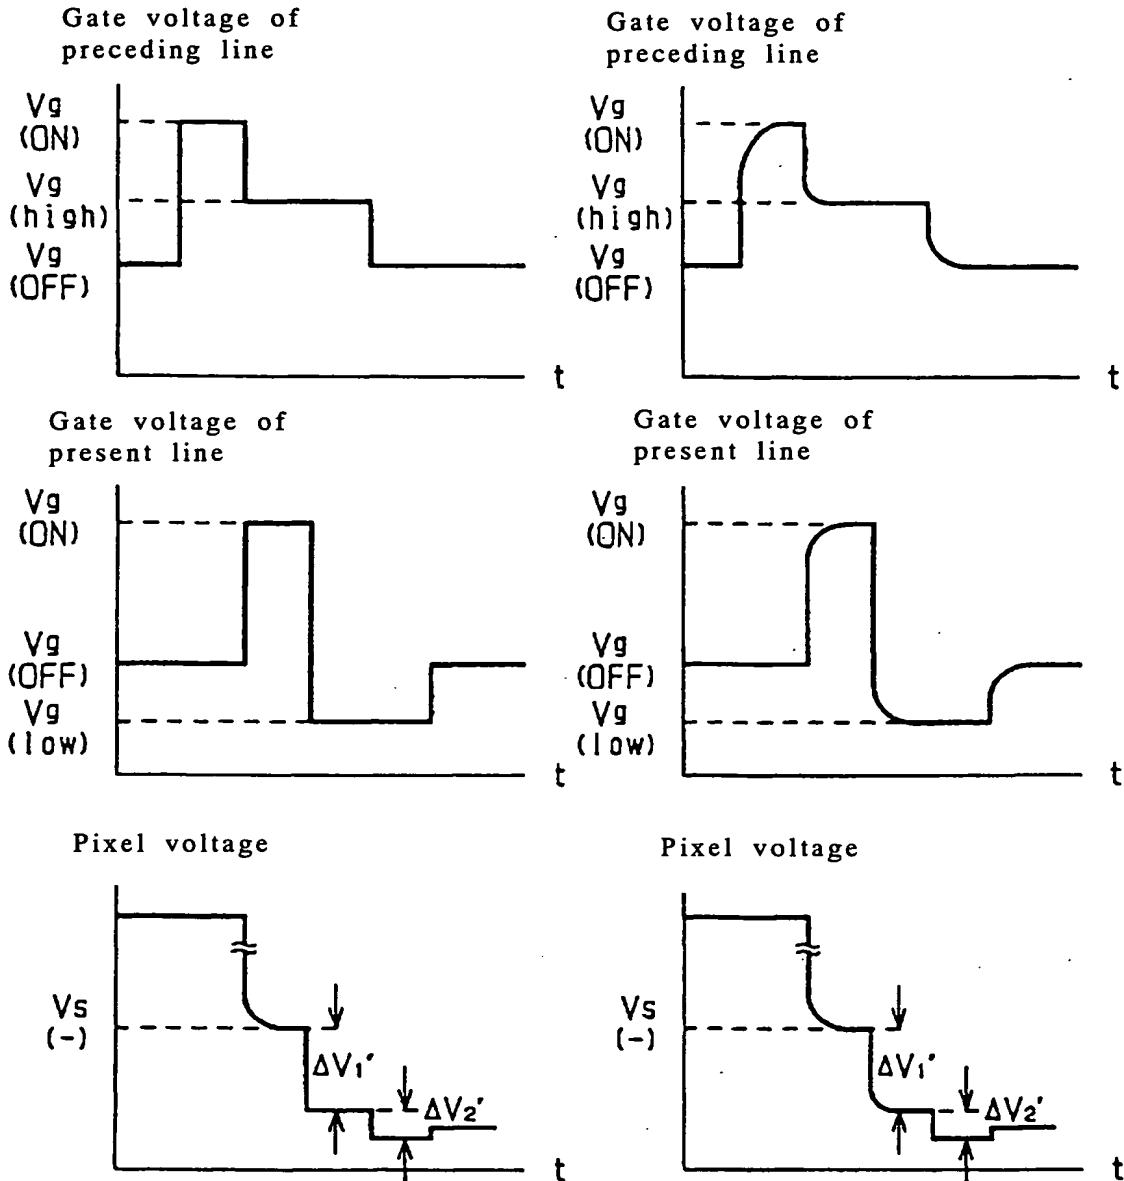 Gate voltage of
preceding line
Vg
(ON)
Vg
(high)
Vg
(OFF)
t
Gate voltage of
preceding line
Vg
(ON)
Vg
(high)
Vg
(OFF)
t
Gate voltage of
present line
Vg
(ON)
Vg
(OFF)
Vg
(low)
t
Gate voltage of
present line
Vg
(ON)
Vg
(OFF)
Vg
(low)
t
Pixel voltage
Vs
(-)
ΔV1'
ΔV2'
t
Pixel voltage
Vs
(-)
ΔV1'
ΔV2'
t